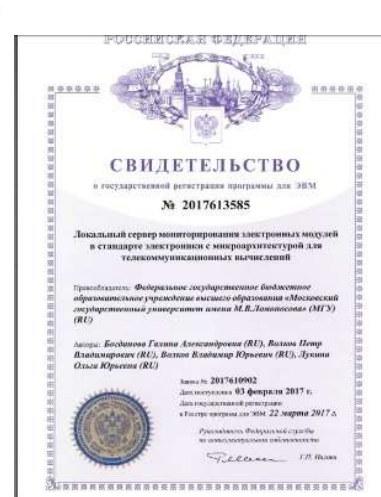 РОССИЙСКАЯ ФЕДЕРАЦИЯ
СВИДЕТЕЛЬСТВО
о государственной регистрации программы для ЭВМ
№ 2017613585
Локальный сервер мониторирования электронных модулей
в стандарте электроники с микроархитектурой для
телекоммуникационных вычислений
Правообладатель: Федеральное государственное бюджетное
образовательное учреждение высшего образования «Московский
государственный университет имени М.В.Ломоносова» (МГУ)
(RU)
Авторы: Богданова Галина Александровна (RU), Волков Петр
Владимирович (RU), Волков Владимир Юрьевич (RU), Лукина
Ольга Юрьевна (RU)
Заявка № 2017610902
Дата поступления 03 февраля 2017 г.
Дата государственной регистрации
в Реестре программ для ЭВМ 22 марта 2017 г.
Руководитель Федеральной службы
по интеллектуальной собственности
Г.П. Ивлиев